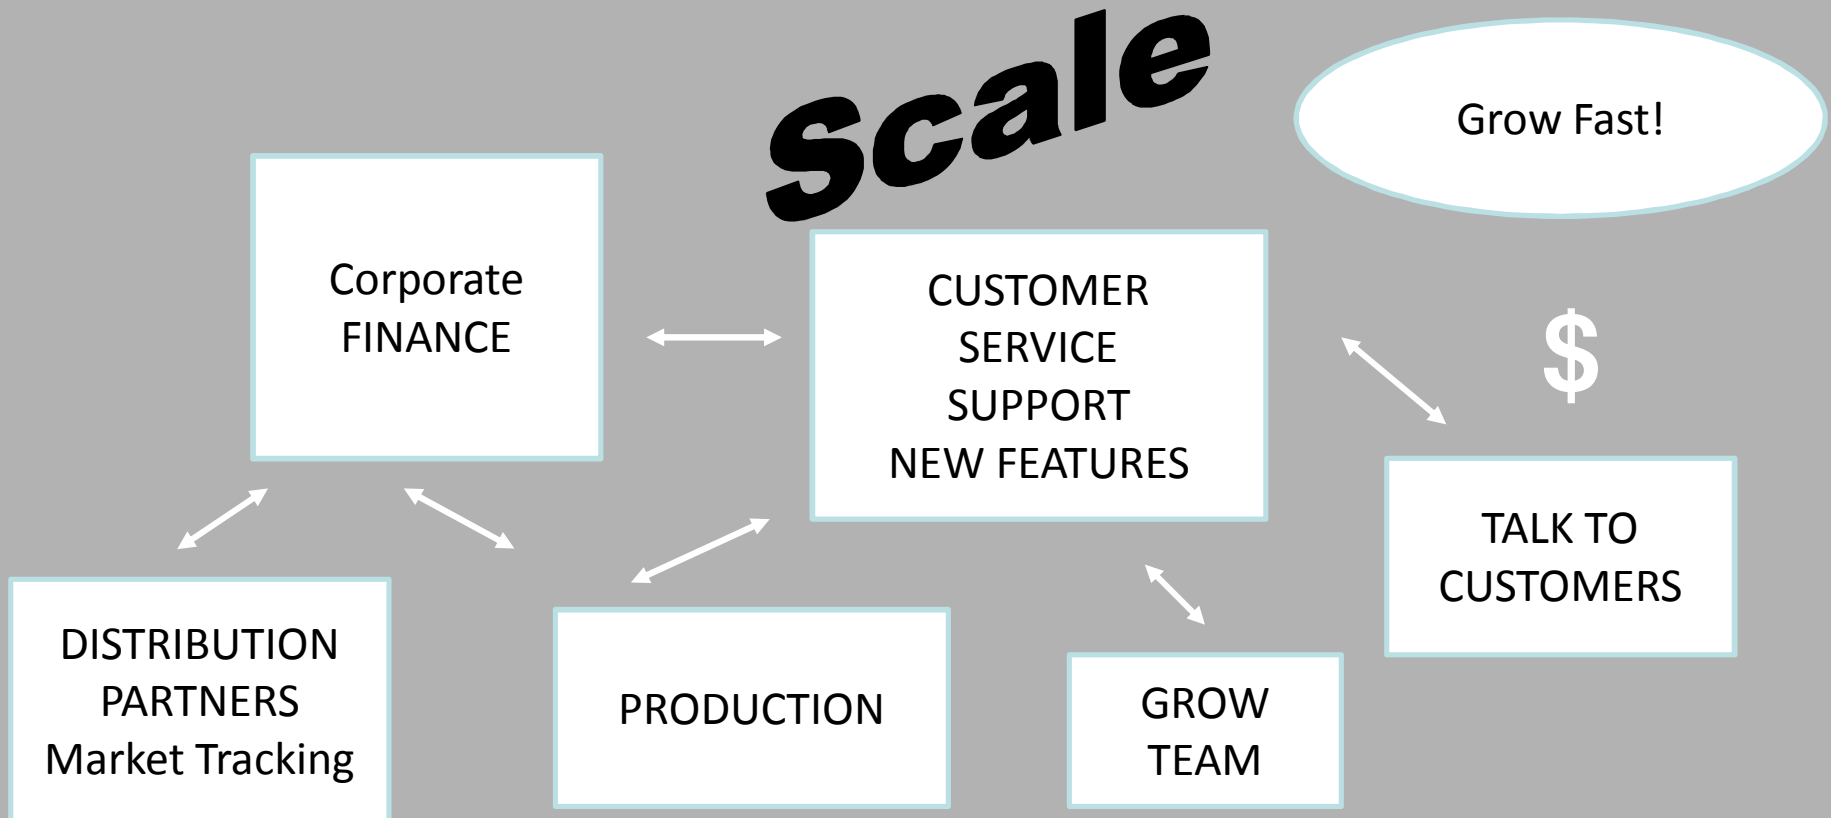 Scale
Grow Fast!
Corporate
FINANCE
CUSTOMER
SERVICE
SUPPORT
NEW FEATURES
$
TALK TO
CUSTOMERS
DISTRIBUTION
PARTNERS
Market Tracking
PRODUCTION
GROW
TEAM